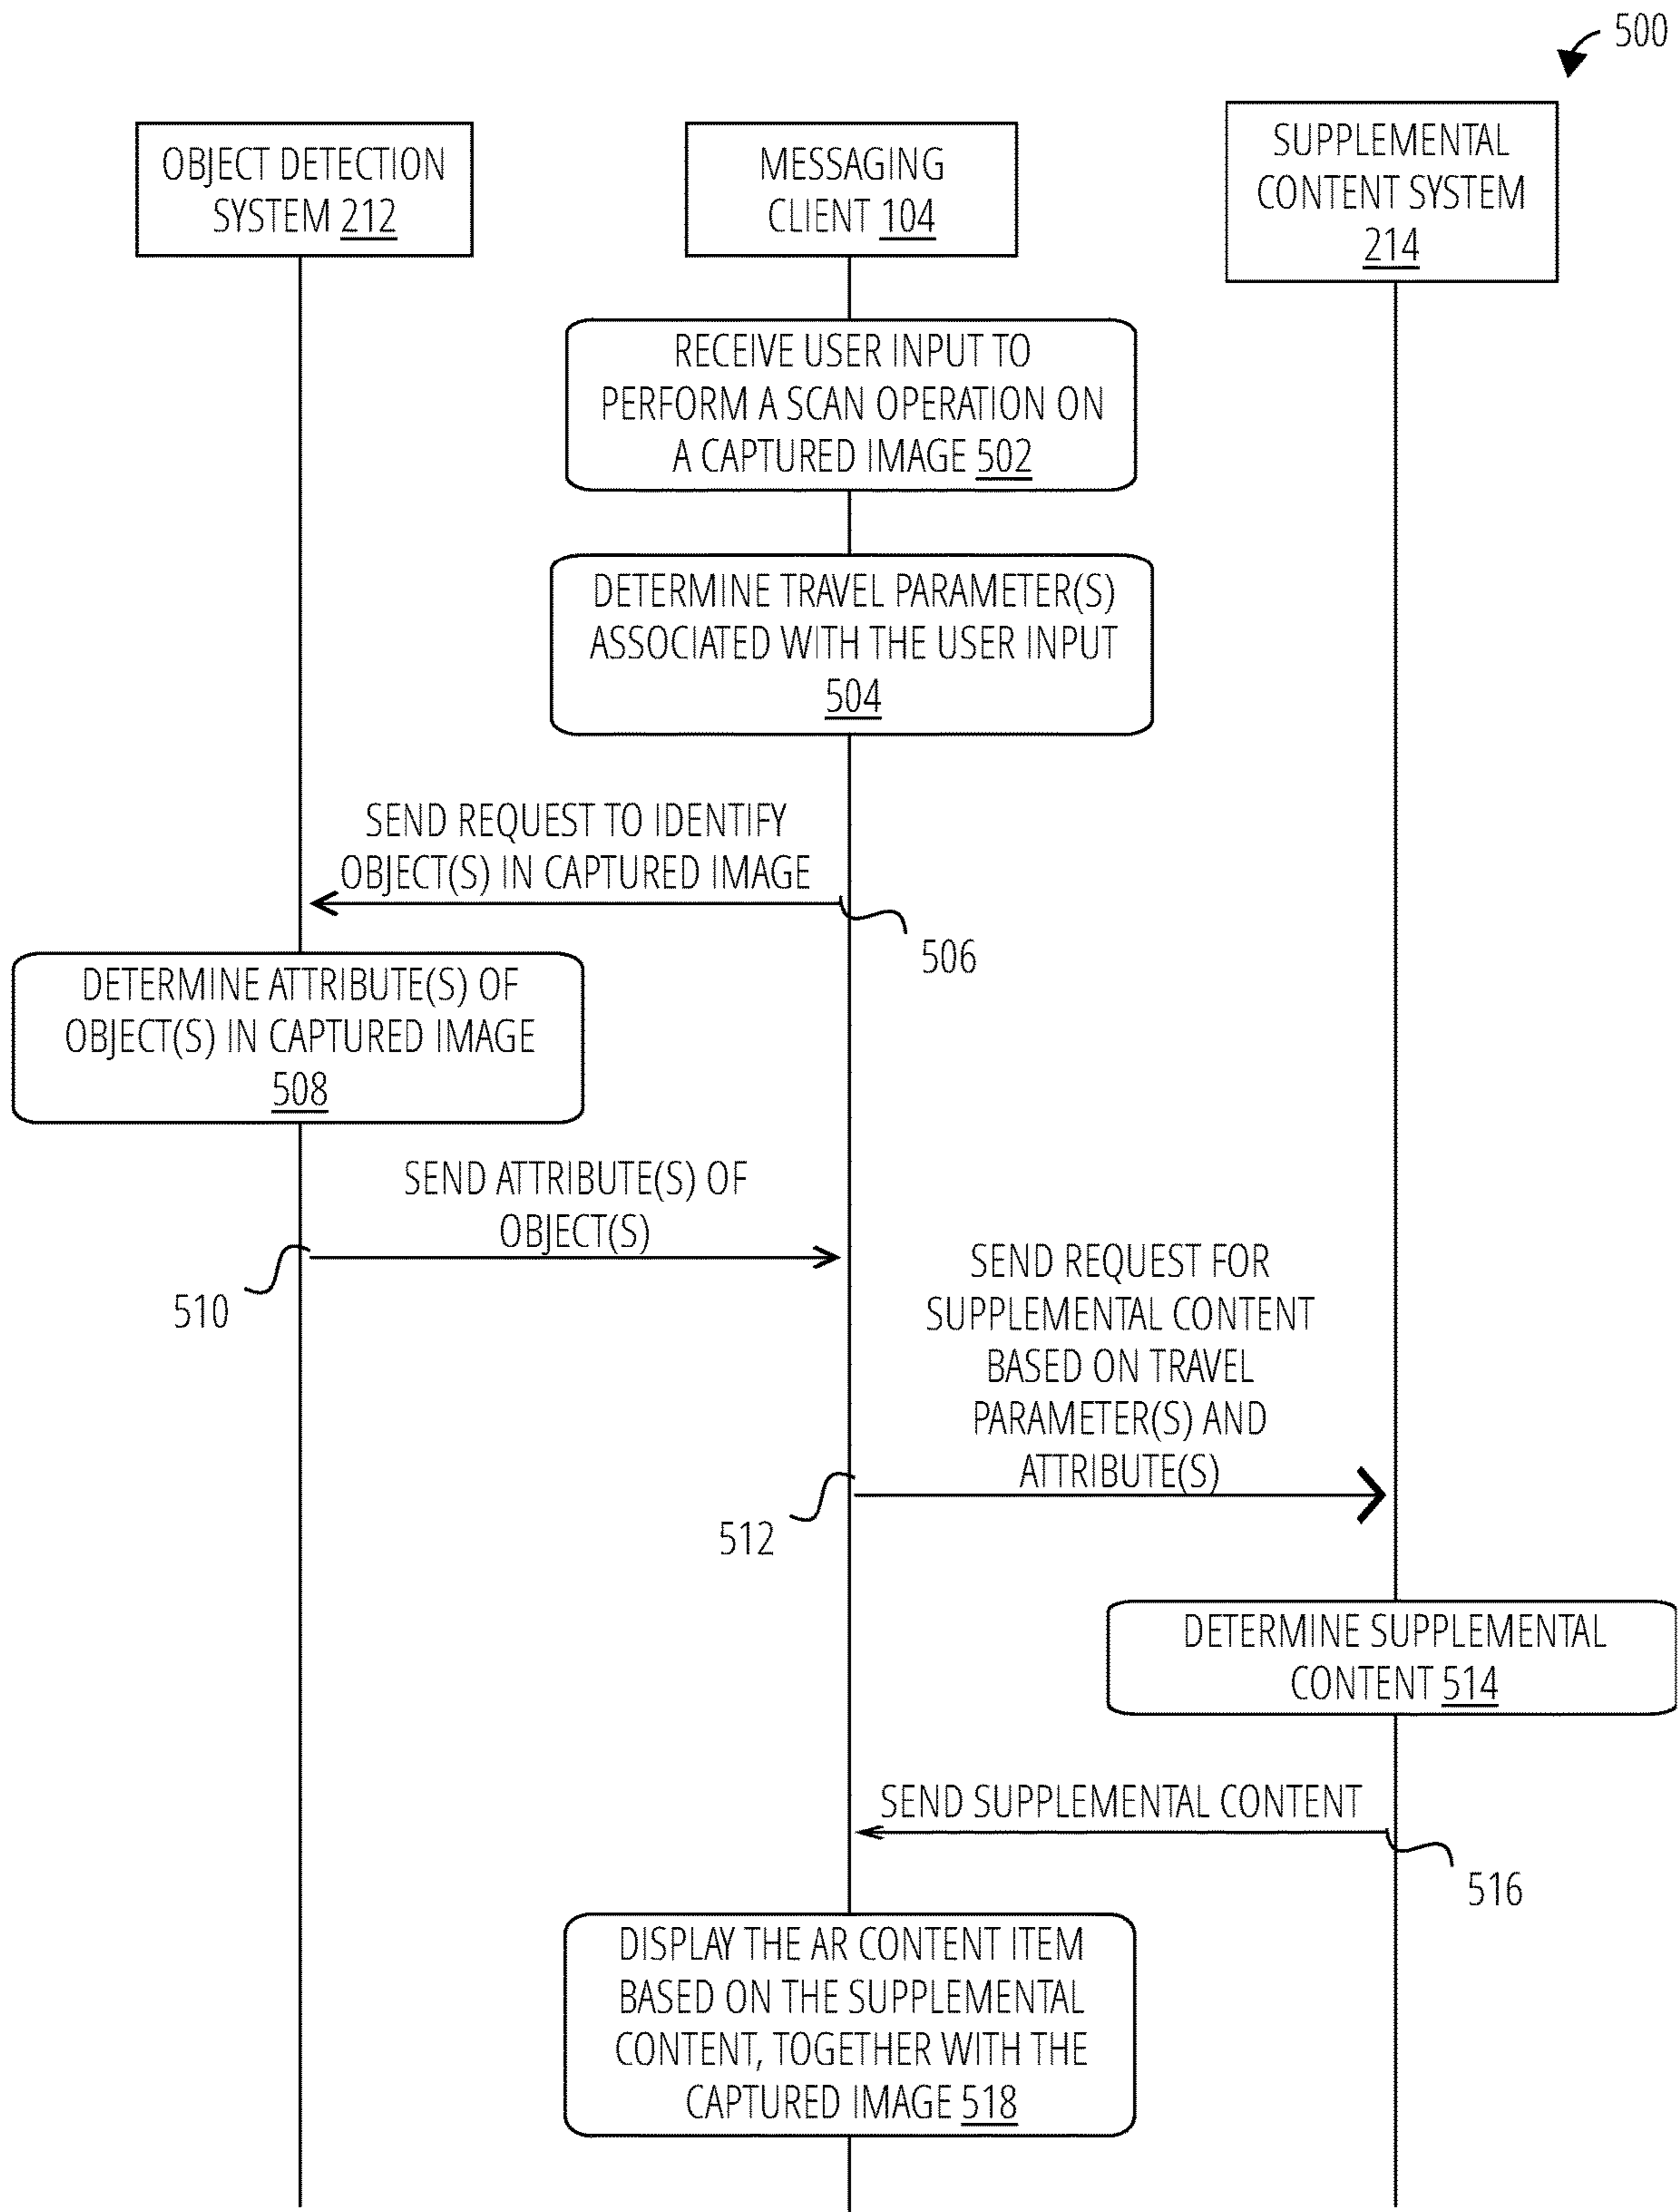 500
OBJECT DETECTION
SYSTEM 212
MESSAGING
CLIENT 104
SUPPLEMENTAL
CONTENT SYSTEM
214
RECEIVE USER INPUT TO
PERFORM A SCAN OPERATION ON
A CAPTURED IMAGE 502
DETERMINE TRAVEL PARAMETER(S)
ASSOCIATED WITH THE USER INPUT
504
SEND REQUEST TO IDENTIFY
OBJECT(S) IN CAPTURED IMAGE
506
DETERMINE ATTRIBUTE(S) OF
OBJECT(S) IN CAPTURED IMAGE
508
SEND ATTRIBUTE(S) OF
OBJECT(S)
510
SEND REQUEST FOR
SUPPLEMENTAL CONTENT
BASED ON TRAVEL
PARAMETER(S) AND
ATTRIBUTE(S)
512
DETERMINE SUPPLEMENTAL
CONTENT 514
SEND SUPPLEMENTAL CONTENT
516
DISPLAY THE AR CONTENT ITEM
BASED ON THE SUPPLEMENTAL
CONTENT, TOGETHER WITH THE
CAPTURED IMAGE 518